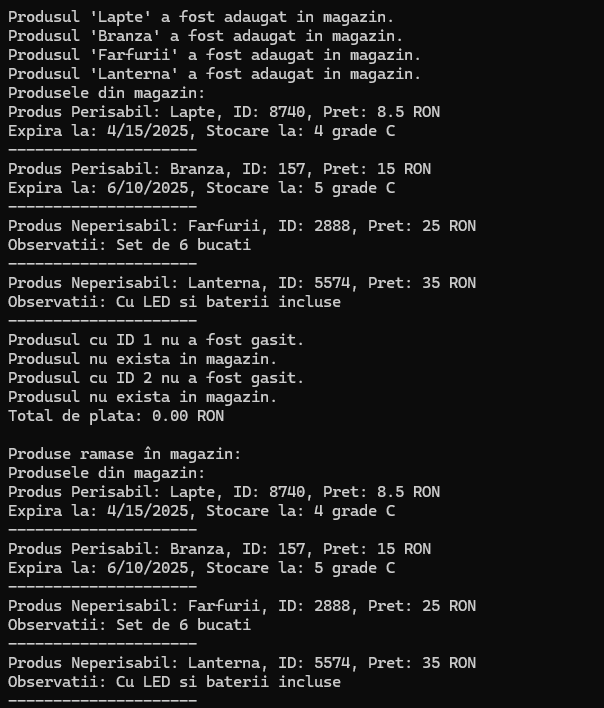 Produsul 'Lapte' a fost adaugat in magazin.
Produsul 'Branza' a fost adaugat in magazin.
Produsul 'Farfurii' a fost adaugat in magazin.
Produsul 'Lanterna' a fost adaugat in magazin.
Produsele din magazin:
Produs Perisabil: Lapte, ID: 8740, Pret: 8.5 RON
Expira la: 4/15/2025, Stocare la: 4 grade C
---------------------
Produs Perisabil: Branza, ID: 157, Pret: 15 RON
Expira la: 6/10/2025, Stocare la: 5 grade C
---------------------
Produs Neperisabil: Farfurii, ID: 2888, Pret: 25 RON
Observatii: Set de 6 bucati
---------------------
Produs Neperisabil: Lanterna, ID: 5574, Pret: 35 RON
Observatii: Cu LED si baterii incluse
---------------------
Produsul cu ID 1 nu a fost gasit.
Produsul nu exista in magazin.
Produsul cu ID 2 nu a fost gasit.
Produsul nu exista in magazin.
Total de plata: 0.00 RON

Produse ramase în magazin:
Produsele din magazin:
Produs Perisabil: Lapte, ID: 8740, Pret: 8.5 RON
Expira la: 4/15/2025, Stocare la: 4 grade C
---------------------
Produs Perisabil: Branza, ID: 157, Pret: 15 RON
Expira la: 6/10/2025, Stocare la: 5 grade C
---------------------
Produs Neperisabil: Farfurii, ID: 2888, Pret: 25 RON
Observatii: Set de 6 bucati
---------------------
Produs Neperisabil: Lanterna, ID: 5574, Pret: 35 RON
Observatii: Cu LED si baterii incluse
---------------------